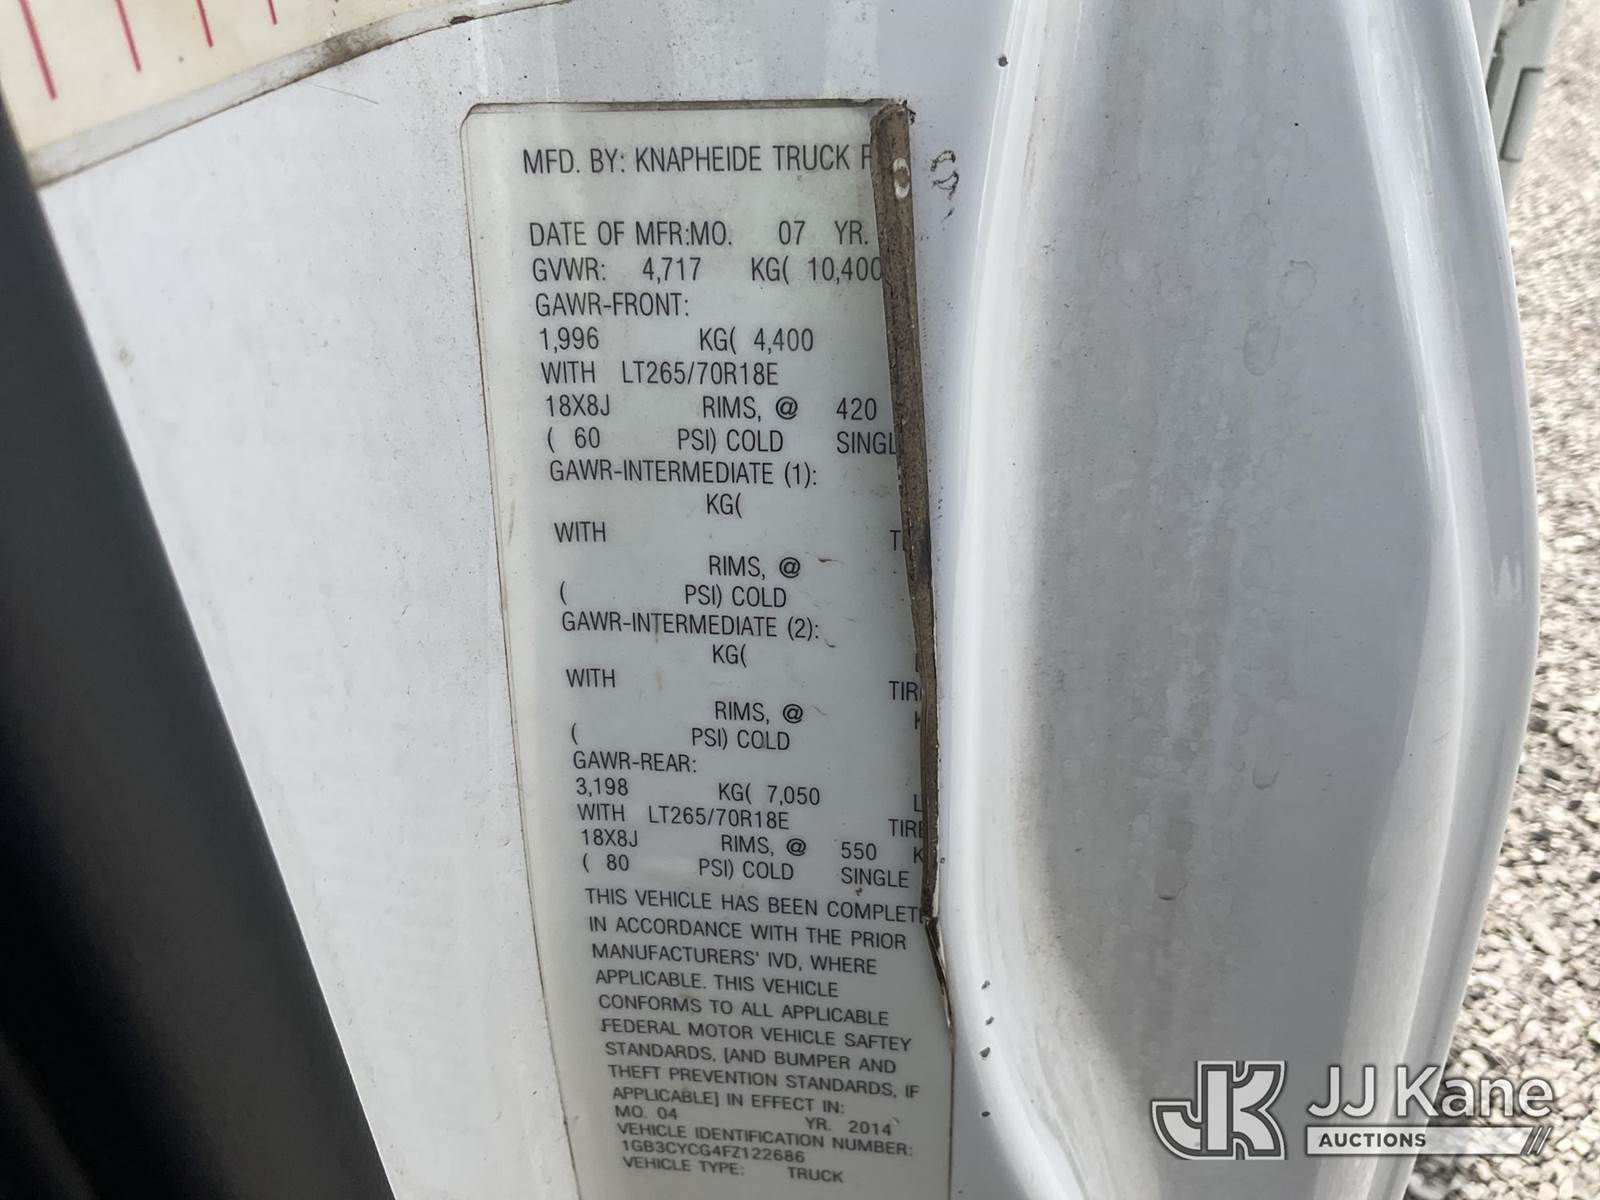 MFD. BY: KNAPHEIDE TRUCK
DATE OF MFR:MO. 07 YR.
GVWR: 4,717 KG( 10,400
GAWR-FRONT:
1,996 KG( 4,400
WITH LT265/70R18E
18X8J RIMS, @ 420
( 60 PSI) COLD SINGL
GAWR-INTERMEDIATE (1):
KG(
WITH
RIMS, @
( PSI) COLD
GAWR-INTERMEDIATE (2):
KG(
WITH TIR
RIMS, @
( PSI) COLD
GAWR-REAR:
3,198 KG( 7,050 L
WITH LT265/70R18E TIRE
18X8J RIMS, @ 550 K
( 80 PSI) COLD SINGLE
THIS VEHICLE HAS BEEN COMPLETE
IN ACCORDANCE WITH THE PRIOR
MANUFACTURERS' IVD, WHERE
APPLICABLE. THIS VEHICLE
CONFORMS TO ALL APPLICABLE
FEDERAL MOTOR VEHICLE SAFTEY
STANDARDS, [AND BUMPER AND
THEFT PREVENTION STANDARDS, IF
APPLICABLE] IN EFFECT IN:
MO. 04 YR. 2014
VEHICLE IDENTIFICATION NUMBER:
1GB3CYCG4FZ122686
VEHICLE TYPE: TRUCK
JK JJ Kane
AUCTIONS